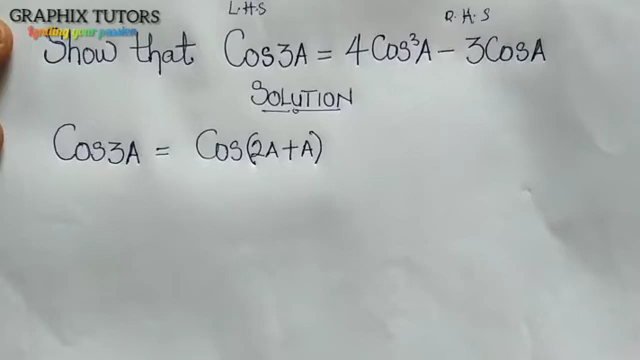 GRAPHIX TUTORS
Igniting your passion
L.H.S
R.H.S
Show that Cos3A = 4Cos³A − 3CosA
SOLUTION
Cos3A = Cos(2A+A)